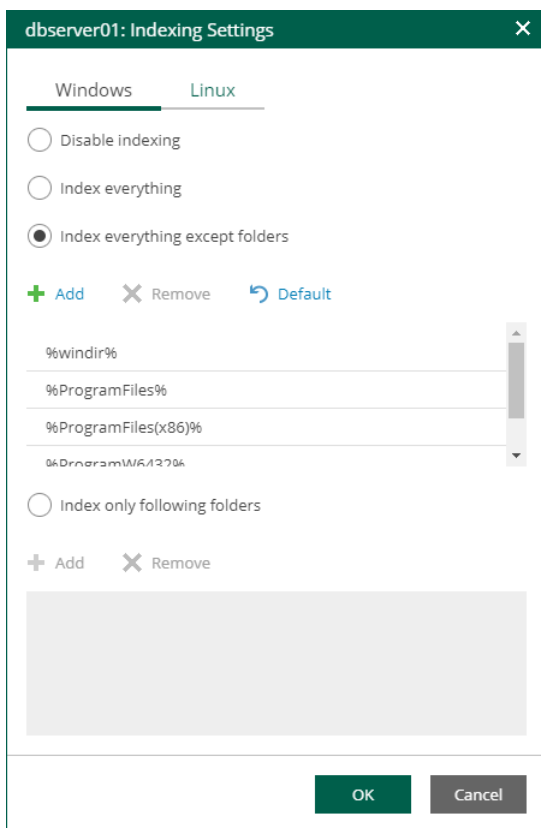 dbserver01: Indexing Settings
Windows Linux
Disable indexing
Index everything
Index everything except folders
Add Remove Default
%windir%
%ProgramFiles%
%ProgramFiles(x86)%
%ProgramW6432%
Index only following folders
Add Remove
OK Cancel